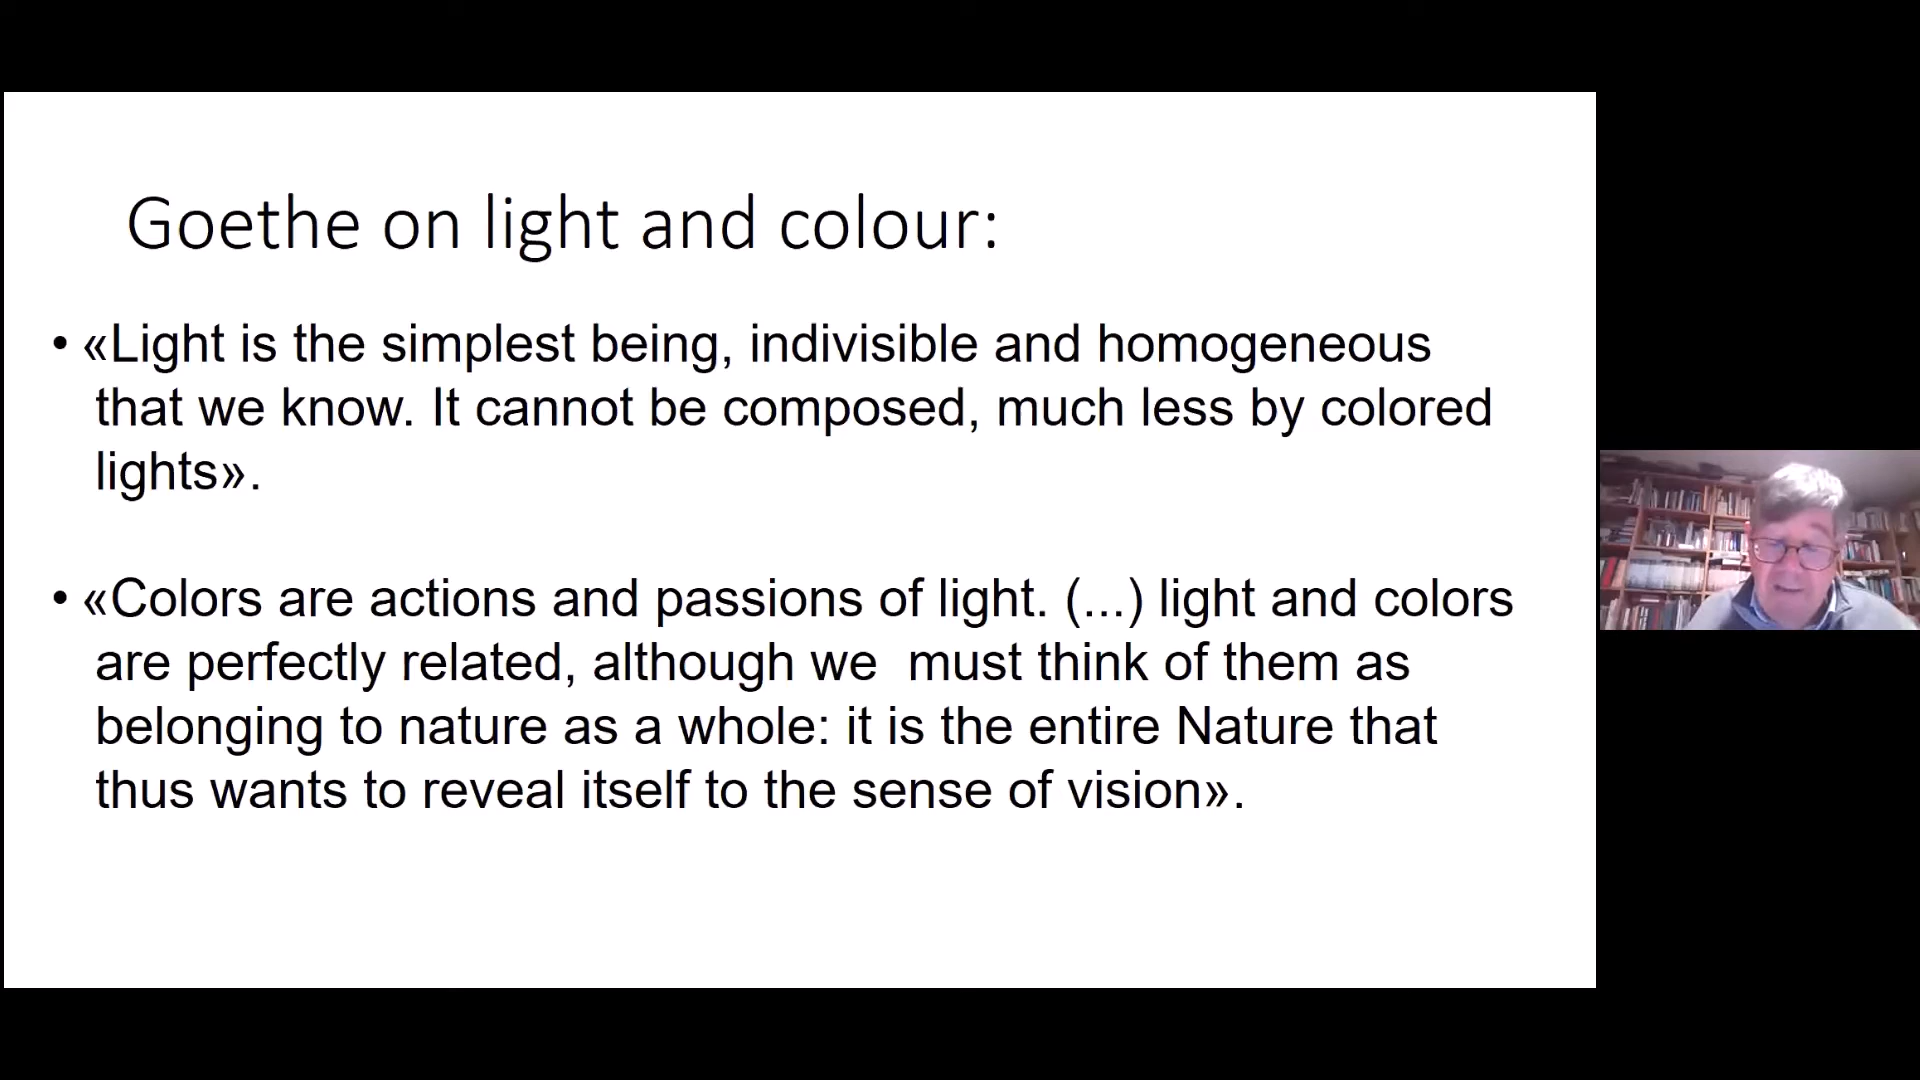 Goethe on light and colour:
• «Light is the simplest being, indivisible and homogeneous
that we know. It cannot be composed, much less by colored
lights».
• «Colors are actions and passions of light. (...) light and colors
are perfectly related, although we  must think of them as
belonging to nature as a whole: it is the entire Nature that
thus wants to reveal itself to the sense of vision».